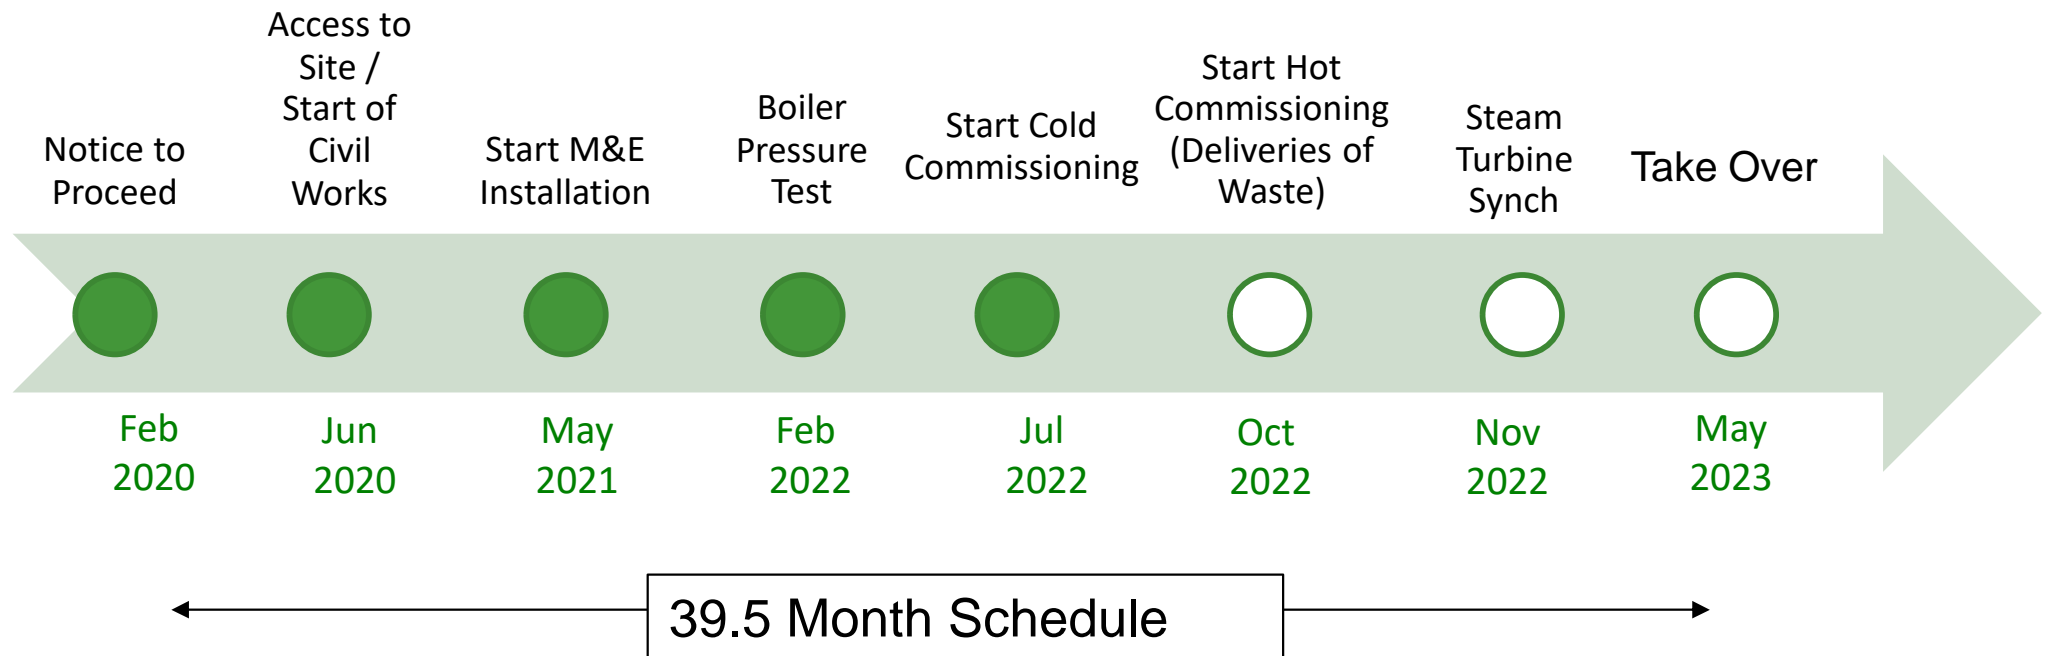 Notice to
Proceed
Access to
Site /
Start of
Civil
Works
Start M&E
Installation
Boiler
Pressure
Test
Start Cold
Commissioning
Start Hot
Commissioning
(Deliveries of
Waste)
Steam
Turbine
Synch
Take Over
Feb
2020
Jun
2020
May
2021
Feb
2022
Jul
2022
Oct
2022
Nov
2022
May
2023
39.5 Month Schedule